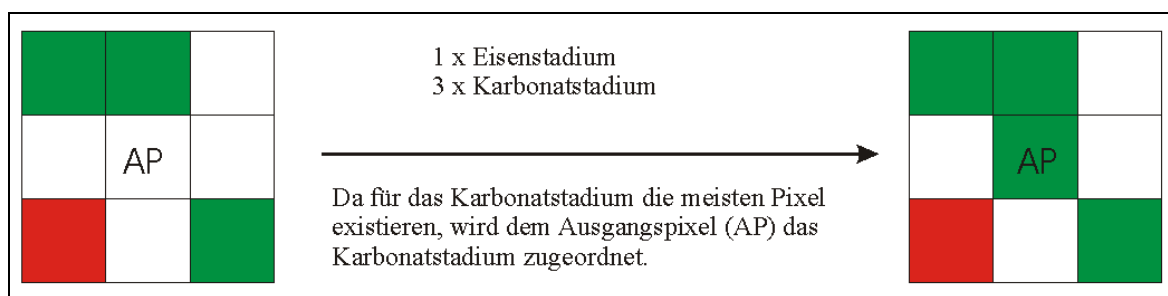 1 x Eisenstadium
3 x Karbonatstadium
AP
AP
Da für das Karbonatstadium die meisten Pixel
existieren, wird dem Ausgangspixel (AP) das
Karbonatstadium zugeordnet.